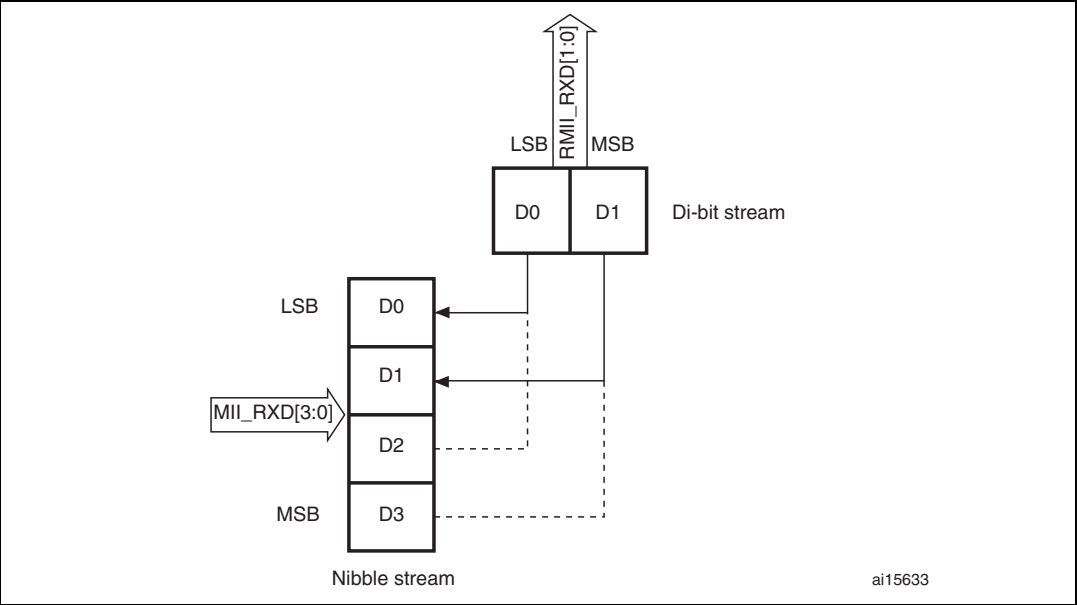 RMII_RXD[1:0]
LSB MSB
D0 D1 Di-bit stream
LSB D0
D1
MII_RXD[3:0]
D2
MSB D3
Nibble stream
ai15633